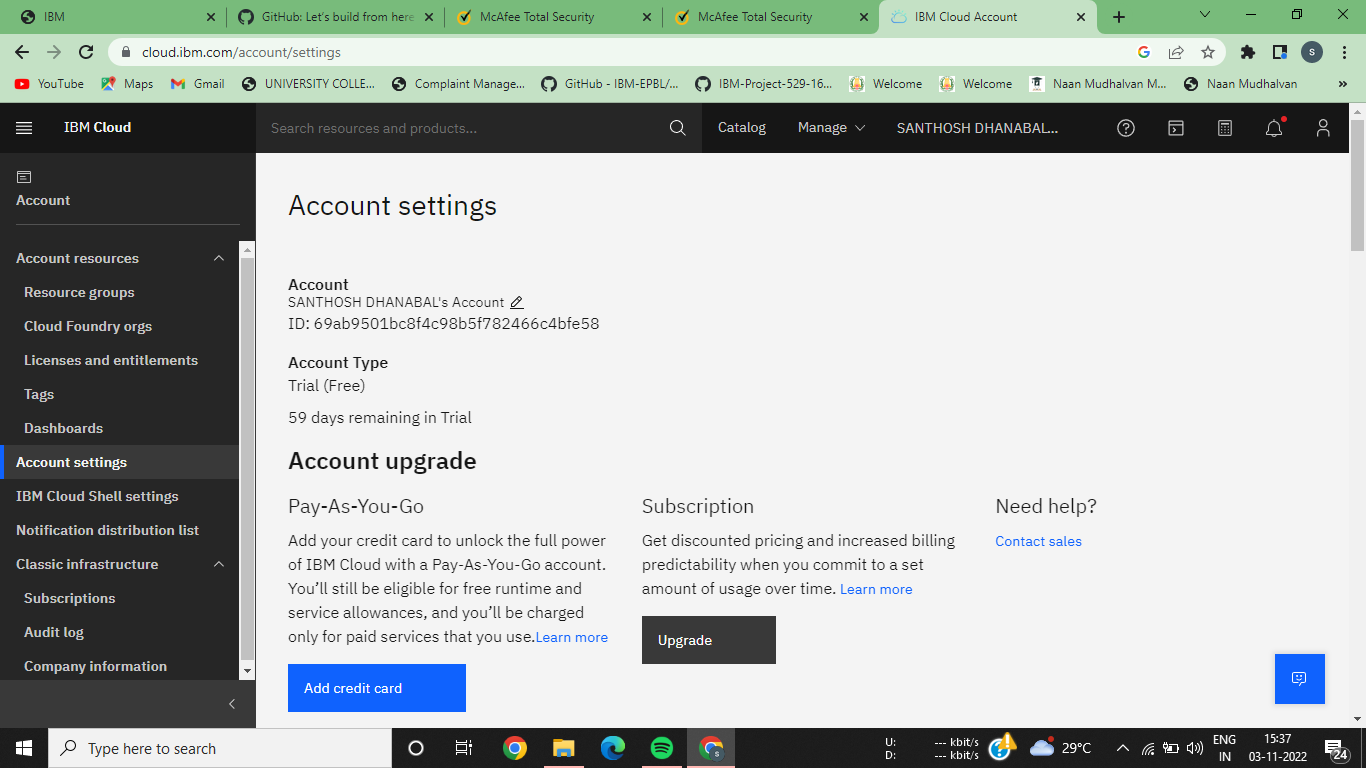 IBM
GitHub: Let's build from here
McAfee Total Security
McAfee Total Security
IBM Cloud Account
cloud.ibm.com/account/settings
S
YouTube
Maps
Gmail
UNIVERSITY COLLE...
Complaint Manage...
GitHub - IBM-EPBL/...
IBM-Project-529-16...
Welcome
Welcome
Naan Mudhalvan M...
Naan Mudhalvan
»
IBM Cloud
Search resources and products...
Catalog
Manage
SANTHOSH DHANABAL...
Account
Account resources
Resource groups
Cloud Foundry orgs
Licenses and entitlements
Tags
Dashboards
Account settings
IBM Cloud Shell settings
Notification distribution list
Classic infrastructure
Subscriptions
Audit log
Company information
Account settings
Account
SANTHOSH DHANABAL's Account
ID: 69ab9501bc8f4c98b5f782466c4bfe58
Account Type
Trial (Free)
59 days remaining in Trial
Account upgrade
Pay-As-You-Go
Add your credit card to unlock the full power
of IBM Cloud with a Pay-As-You-Go account.
You'll still be eligible for free runtime and
service allowances, and you'll be charged
only for paid services that you use.Learn more
Add credit card
Subscription
Get discounted pricing and increased billing
predictability when you commit to a set
amount of usage over time. Learn more
Upgrade
Need help?
Contact sales
Type here to search
U: --- kbit/s
D: --- kbit/s
29°C
ENG
IN
15:37
03-11-2022
24